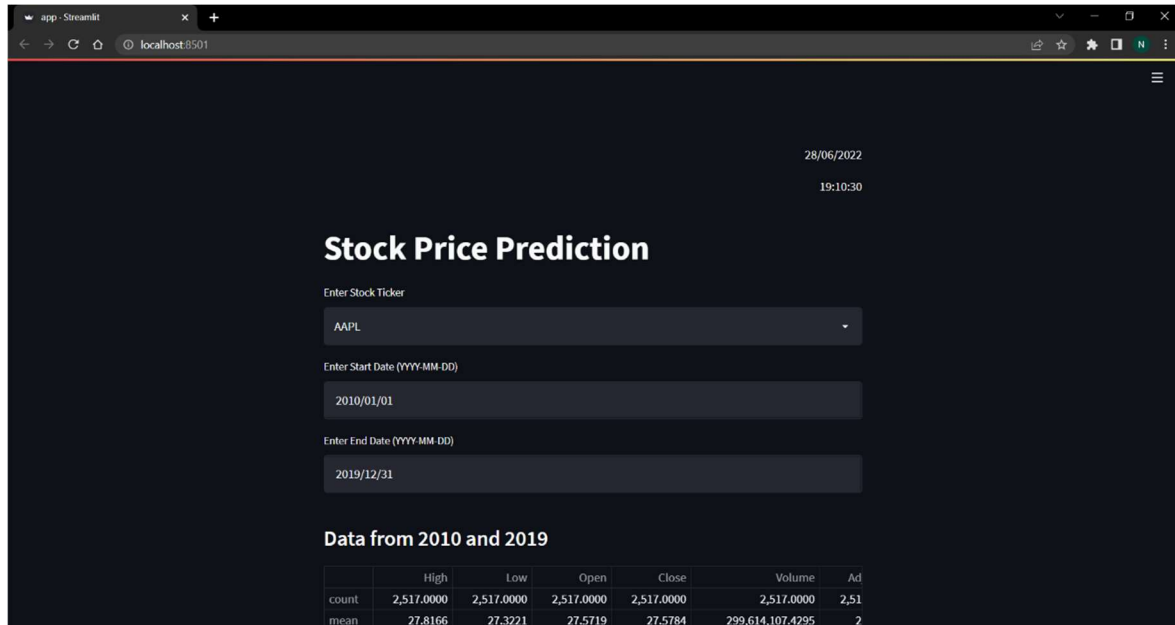 app · Streamlit
localhost:8501
N
28/06/2022
19:10:30
Stock Price Prediction
Enter Stock Ticker
AAPL
Enter Start Date (YYYY-MM-DD)
2010/01/01
Enter End Date (YYYY-MM-DD)
2019/12/31
Data from 2010 and 2019
High Low Open Close Volume Ad
count 2,517.0000 2,517.0000 2,517.0000 2,517.0000 2,517.0000 2,51
mean 27.8166 27.3221 27.5719 27.5784 299,614,107.4295 2